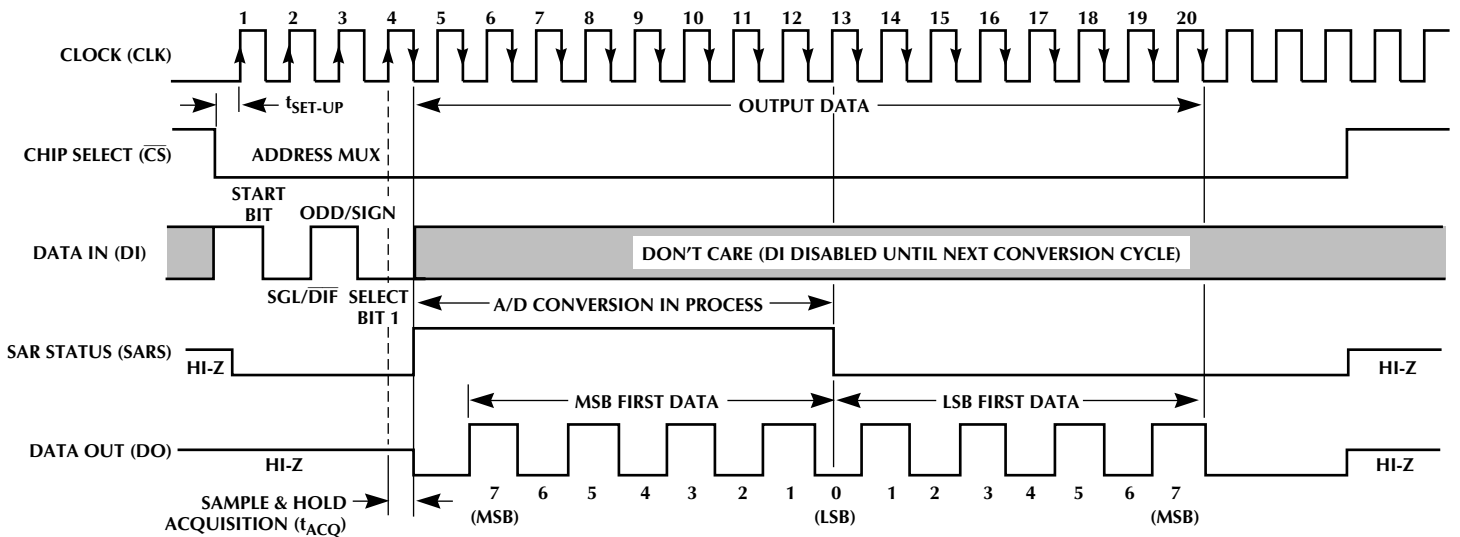 1 2 3 4 5 6 7 8 9 10 11 12 13 14 15 16 17 18 19 20
CLOCK (CLK)
tSET-UP
OUTPUT DATA
CHIP SELECT (CS)
ADDRESS MUX
START
BIT
ODD/SIGN
DATA IN (DI)
DON'T CARE (DI DISABLED UNTIL NEXT CONVERSION CYCLE)
SGL/DIF
SELECT
BIT 1
A/D CONVERSION IN PROCESS
SAR STATUS (SARS)
HI-Z
HI-Z
MSB FIRST DATA
LSB FIRST DATA
DATA OUT (DO)
HI-Z
HI-Z
7 6 5 4 3 2 1 0 1 2 3 4 5 6 7
(MSB) (LSB) (MSB)
SAMPLE & HOLD
ACQUISITION (tACQ)